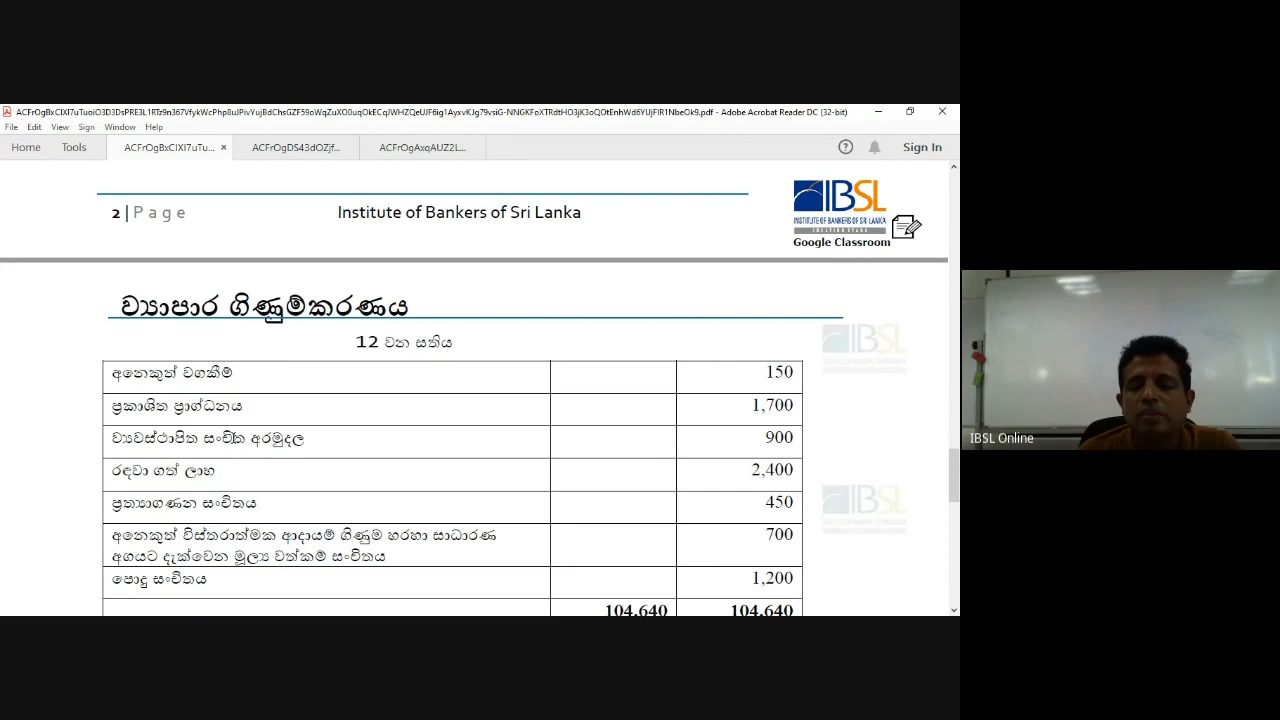 ACFrOgBxCIXI7uTuoiO3D3DsPRE3L1RTz9n367VfykWcPhp8uJPivYujBdChsGZF59oWqZuXO0uqOkECqJWHZQeUJF6ig1AyxvKJg79vsiG-NNGKFoXTRdtHO3jK3oQOtEnhWd6YUjFIR1NbeOk9.pdf - Adobe Acrobat Reader DC (32-bit)
File Edit View Sign Window Help
Home Tools ACFrOgBxCIXI7uTu... × ACFrOgDS43dOZjf... ACFrOgAxqAUZ2L... Sign In
2 | Page Institute of Bankers of Sri Lanka
IBSL
INSTITUTE OF BANKERS OF SRI LANKA
Google Classroom
ව්‍යාපාර ගිණුම්කරණය
12 වන සතිය
අනෙකුත් වගකීම් 150
ප්‍රකාශිත ප්‍රාග්ධනය 1,700
ව්‍යවස්ථාපිත සංචිත අරමුදල 900
රඳවා ගත් ලාභ 2,400
ප්‍රත්‍යාගණන සංචිතය 450
අනෙකුත් විස්තරාත්මක ආදායම් ගිණුම හරහා සාධාරණ 700
අගයට දැක්වෙන මූල්‍ය වත්කම් සංචිතය
පොදු සංචිතය 1,200
104,640 104,640
IBSL
IBSL
IBSL Online